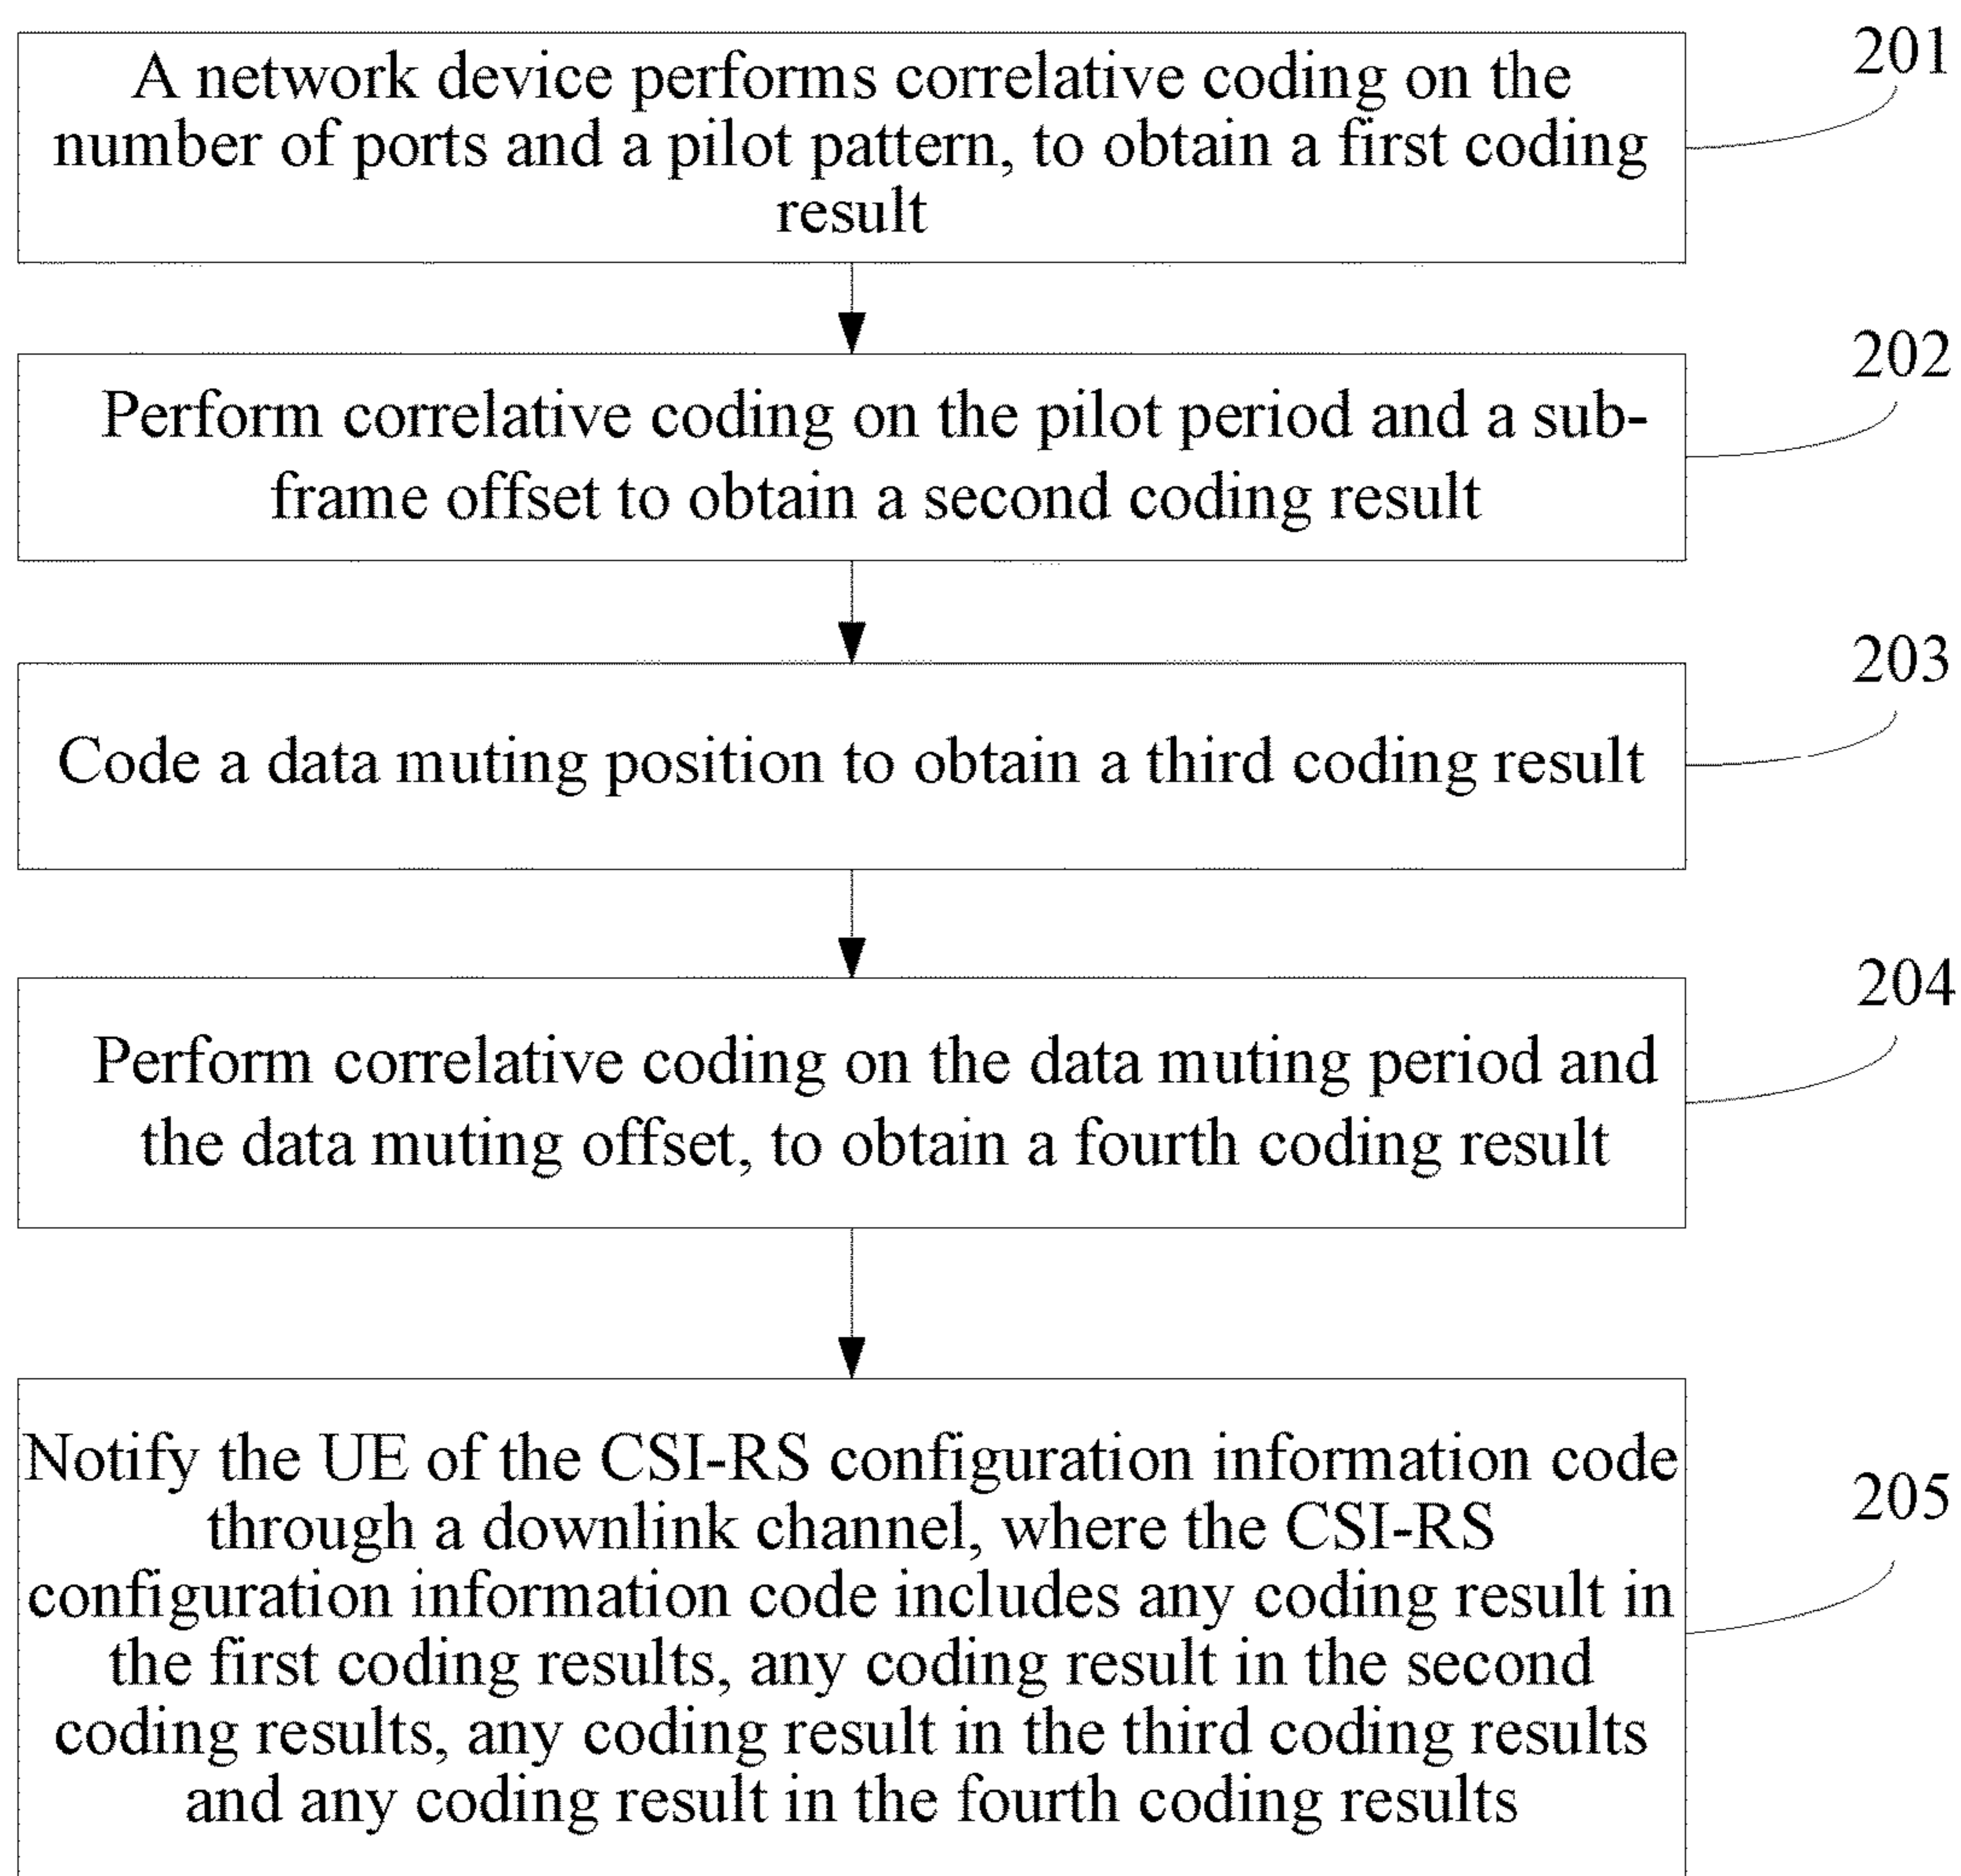 A network device performs correlative coding on the
number of ports and a pilot pattern, to obtain a first coding
result
201
Perform correlative coding on the pilot period and a sub-
frame offset to obtain a second coding result
202
Code a data muting position to obtain a third coding result
203
Perform correlative coding on the data muting period and
the data muting offset, to obtain a fourth coding result
204
Notify the UE of the CSI-RS configuration information code
through a downlink channel, where the CSI-RS
configuration information code includes any coding result in
the first coding results, any coding result in the second
coding results, any coding result in the third coding results
and any coding result in the fourth coding results
205